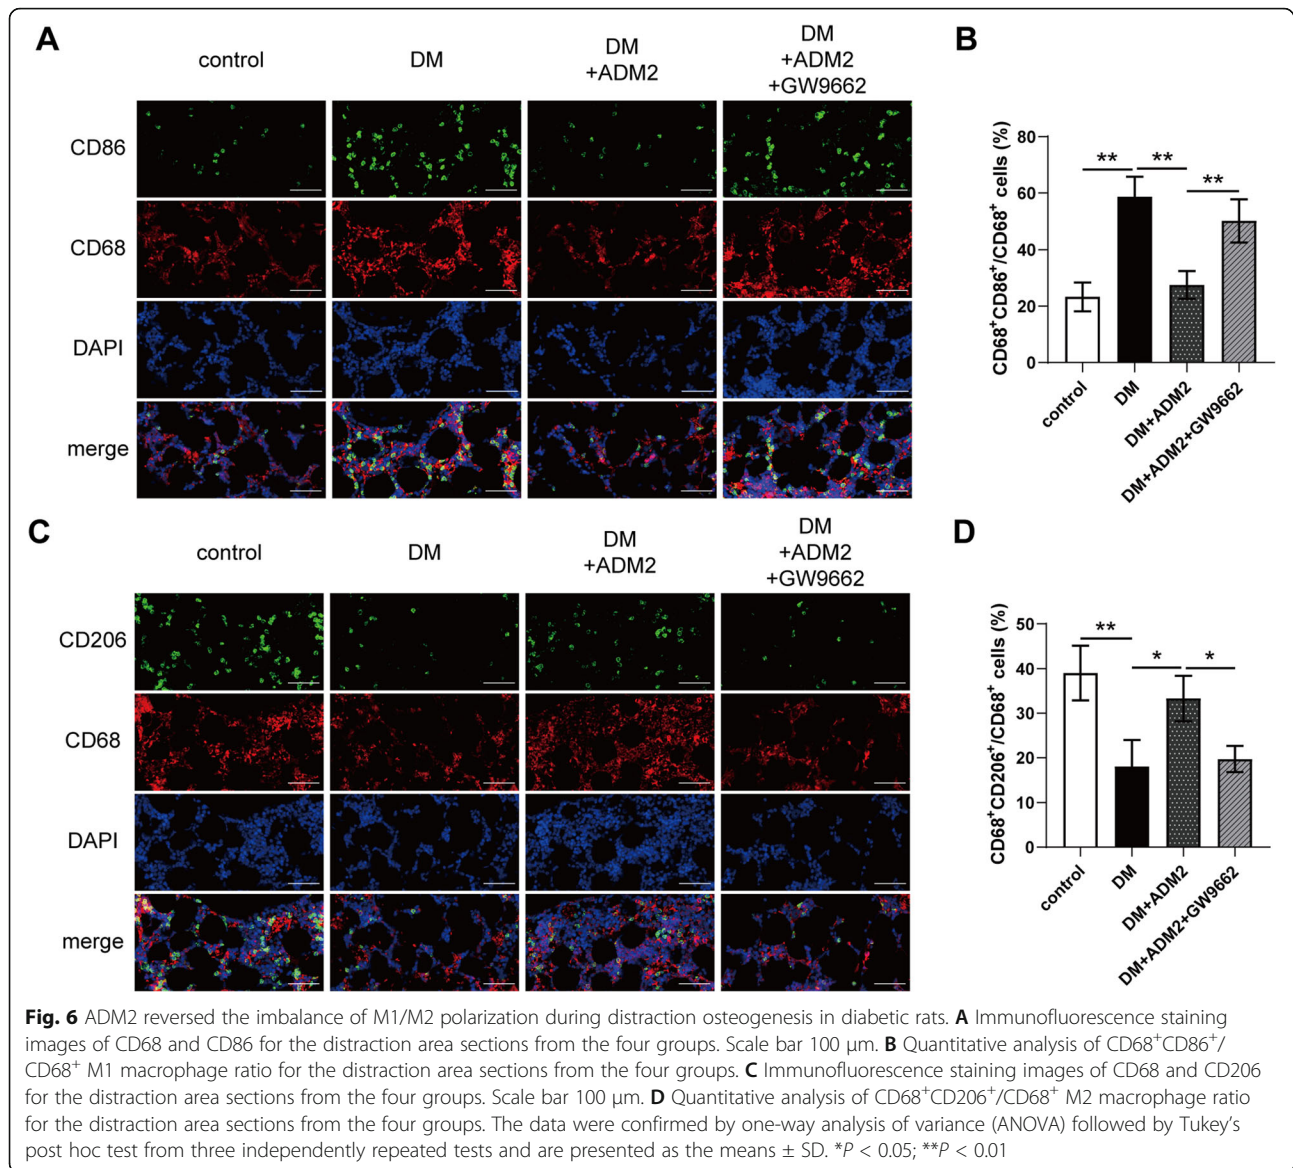 A
control
DM
DM
+ADM2
DM
+ADM2
+GW9662
CD86
CD68
DAPI
merge
B
CD68⁺CD86⁺/CD68⁺ cells (%)
80
60
40
20
0
** ** **
control
DM
DM+ADM2
DM+ADM2+GW9662
C
control
DM
DM
+ADM2
DM
+ADM2
+GW9662
CD206
CD68
DAPI
merge
D
CD68⁺CD206⁺/CD68⁺ cells (%)
50
40
30
20
10
0
** * *
control
DM
DM+ADM2
DM+ADM2+GW9662
Fig. 6 ADM2 reversed the imbalance of M1/M2 polarization during distraction osteogenesis in diabetic rats. A Immunofluorescence staining
images of CD68 and CD86 for the distraction area sections from the four groups. Scale bar 100 μm. B Quantitative analysis of CD68⁺CD86⁺/
CD68⁺ M1 macrophage ratio for the distraction area sections from the four groups. C Immunofluorescence staining images of CD68 and CD206
for the distraction area sections from the four groups. Scale bar 100 μm. D Quantitative analysis of CD68⁺CD206⁺/CD68⁺ M2 macrophage ratio
for the distraction area sections from the four groups. The data were confirmed by one-way analysis of variance (ANOVA) followed by Tukey's
post hoc test from three independently repeated tests and are presented as the means ± SD. *P < 0.05; **P < 0.01